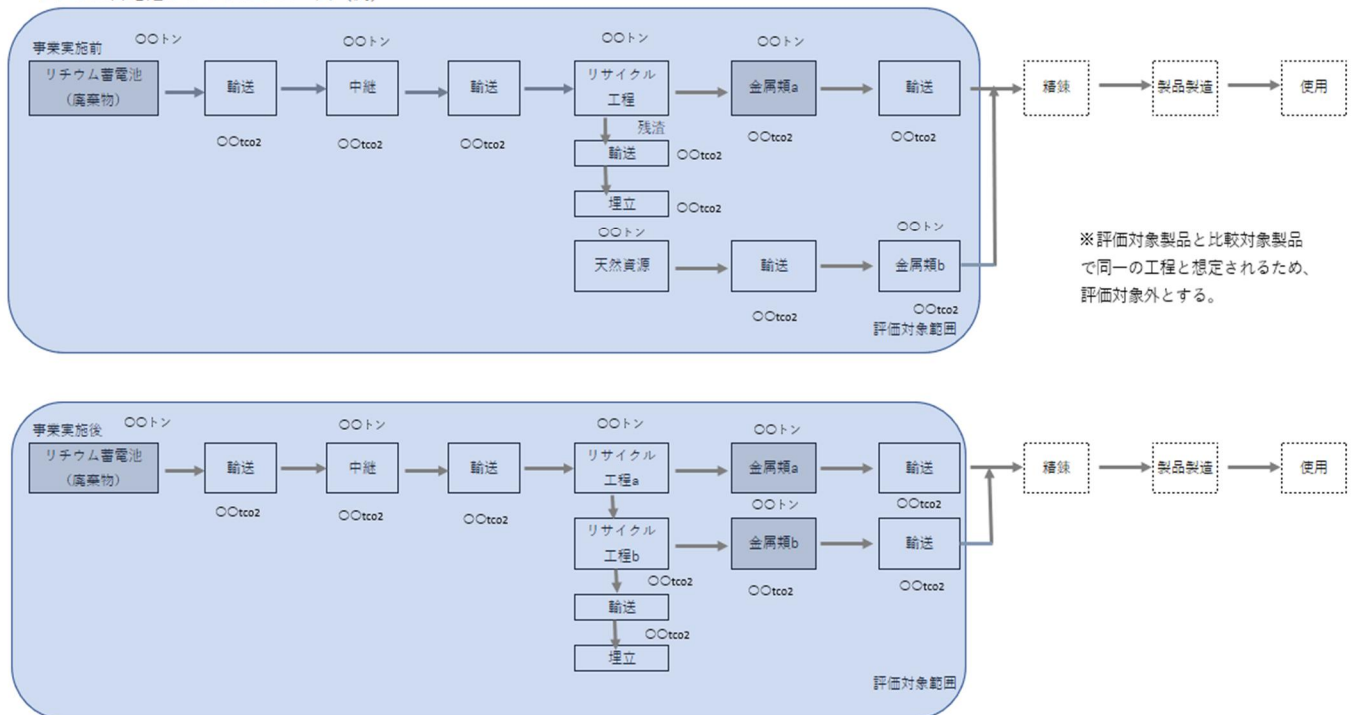 事業実施前
〇〇トン
〇〇トン
〇〇トン
〇〇トン
リチウム蓄電池
(廃棄物)
輸送
中継
輸送
リサイクル
工程
金属類a
輸送
精錬
製品製造
使用
〇〇tco2
〇〇tco2
〇〇tco2
〇〇tco2
〇〇tco2
残渣
輸送
〇〇tco2
埋立
〇〇tco2
〇〇トン
〇〇トン
天然資源
輸送
金属類b
〇〇tco2
〇〇tco2
評価対象範囲
※評価対象製品と比較対象製品
で同一の工程と想定されるため、
評価対象外とする。
事業実施後
〇〇トン
〇〇トン
〇〇トン
〇〇トン
リチウム蓄電池
(廃棄物)
輸送
中継
輸送
リサイクル
工程a
金属類a
輸送
精錬
製品製造
使用
〇〇tco2
〇〇tco2
〇〇tco2
〇〇トン
〇〇tco2
リサイクル
工程b
金属類b
輸送
〇〇tco2
〇〇tco2
〇〇tco2
輸送
〇〇tco2
埋立
評価対象範囲